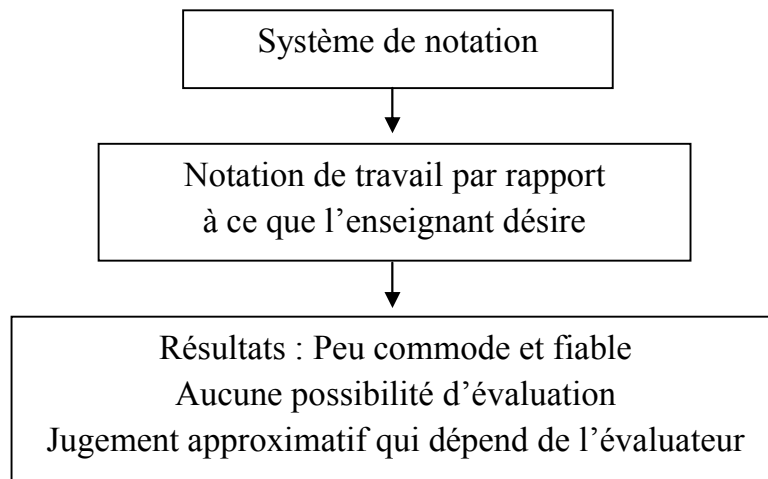 Système de notation
Notation de travail par rapport
à ce que l’enseignant désire
Résultats : Peu commode et fiable
Aucune possibilité d’évaluation
Jugement approximatif qui dépend de l’évaluateur